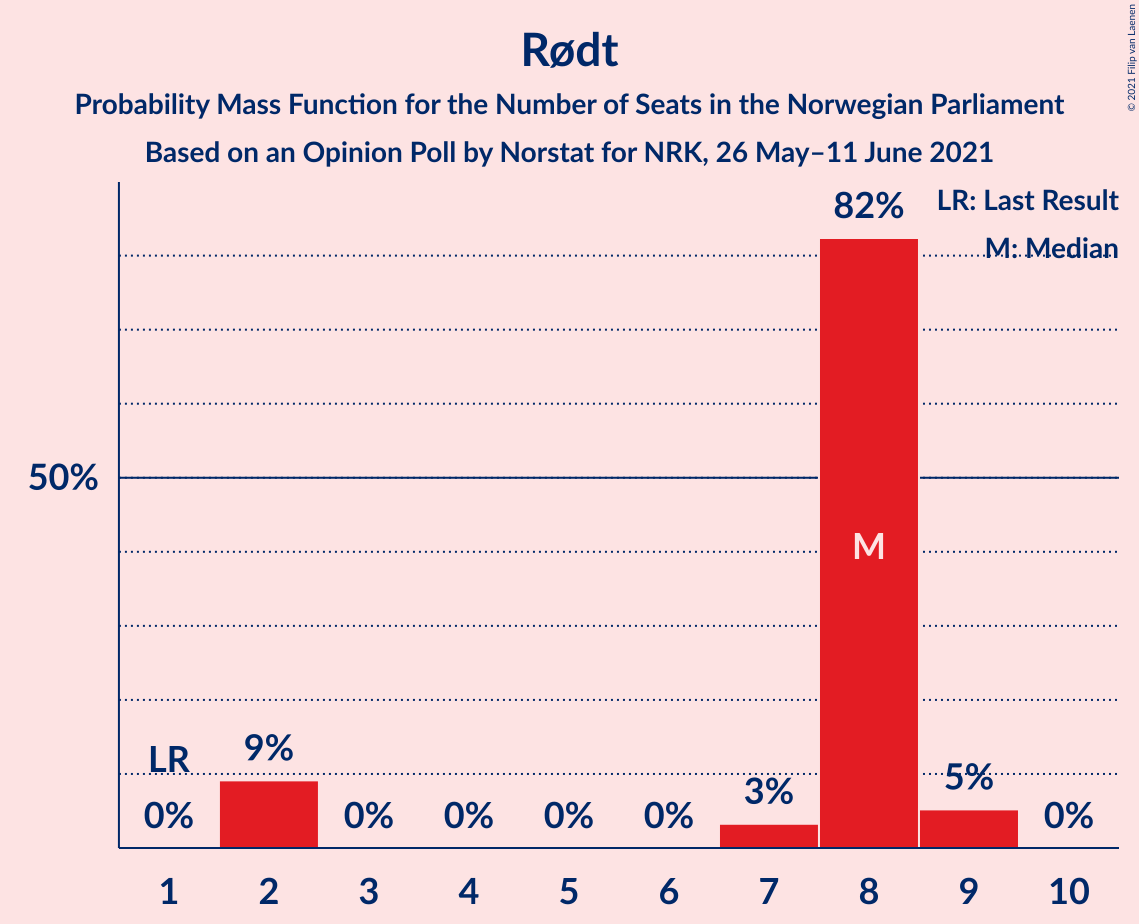 Rødt
Probability Mass Function for the Number of Seats in the Norwegian Parliament
Based on an Opinion Poll by Norstat for NRK, 26 May–11 June 2021
© 2021 Filip van Laenen
LR: Last Result
M: Median
50%
LR
0%
9%
0%
0%
0%
0%
3%
82%
M
5%
0%
1 2 3 4 5 6 7 8 9 10